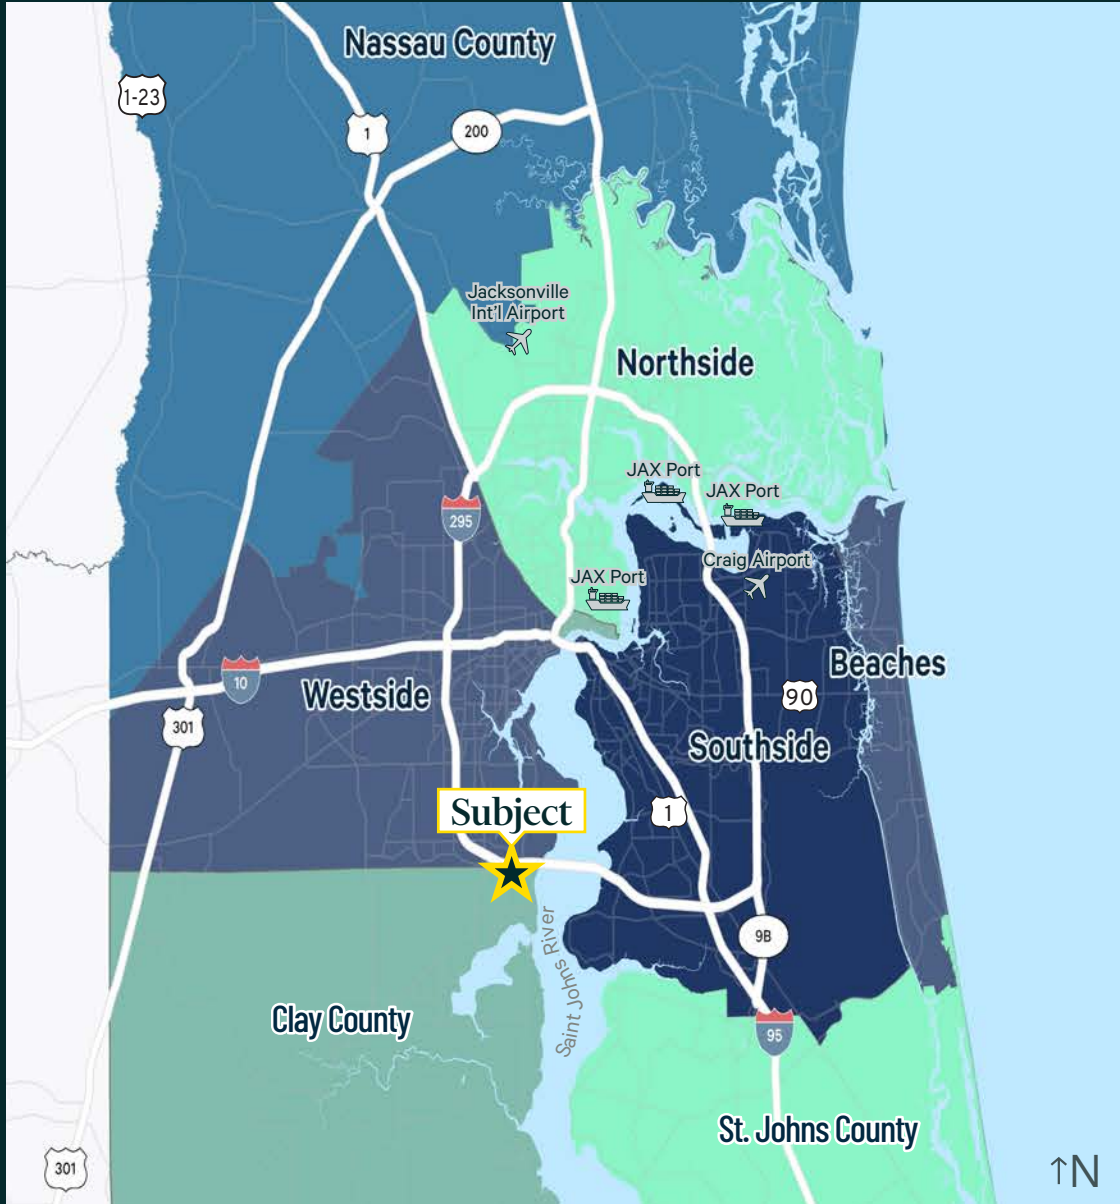 Nassau County
1-23
1
200
Jacksonville
Int'l Airport
Northside
JAX Port
JAX Port
295
Craig Airport
JAX Port
Beaches
10
Westside
90
301
Southside
Subject
1
Saint Johns River
9B
Clay County
95
St. Johns County
301
↑N